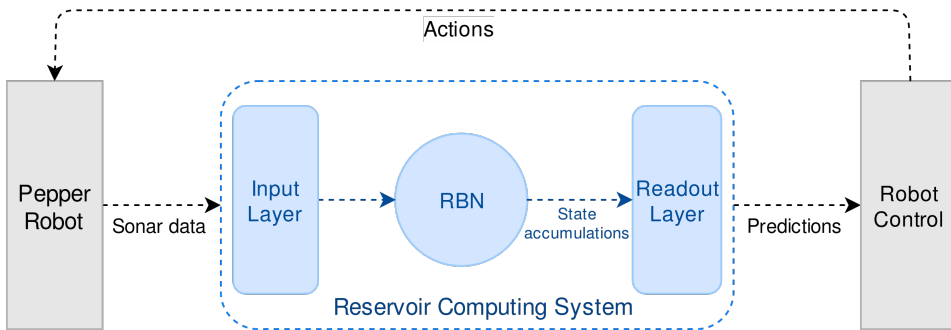 Actions
Pepper
Robot
Sonar data
Input
Layer
RBN
State
accumulations
Readout
Layer
Predictions
Robot
Control
Reservoir Computing System